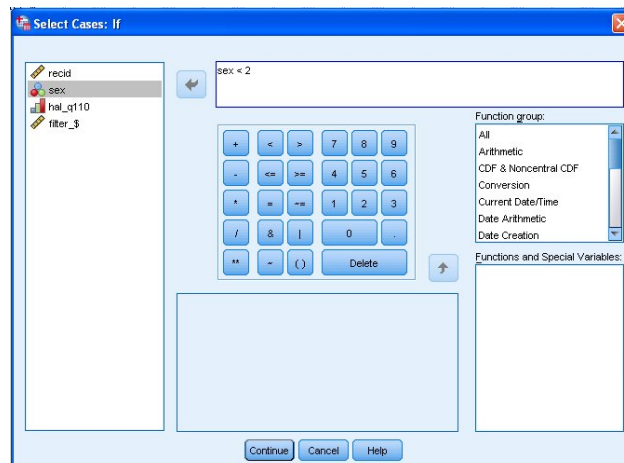 Select Cases: If
recid
sex
hal_q110
filter_$
sex < 2
+ < > 7 8 9
- <= >= 4 5 6
* = ~= 1 2 3
/ & | 0 .
** ~ ( ) Delete
Function group:
All
Arithmetic
CDF & Noncentral CDF
Conversion
Current Date/Time
Date Arithmetic
Date Creation
Functions and Special Variables:
Continue Cancel Help